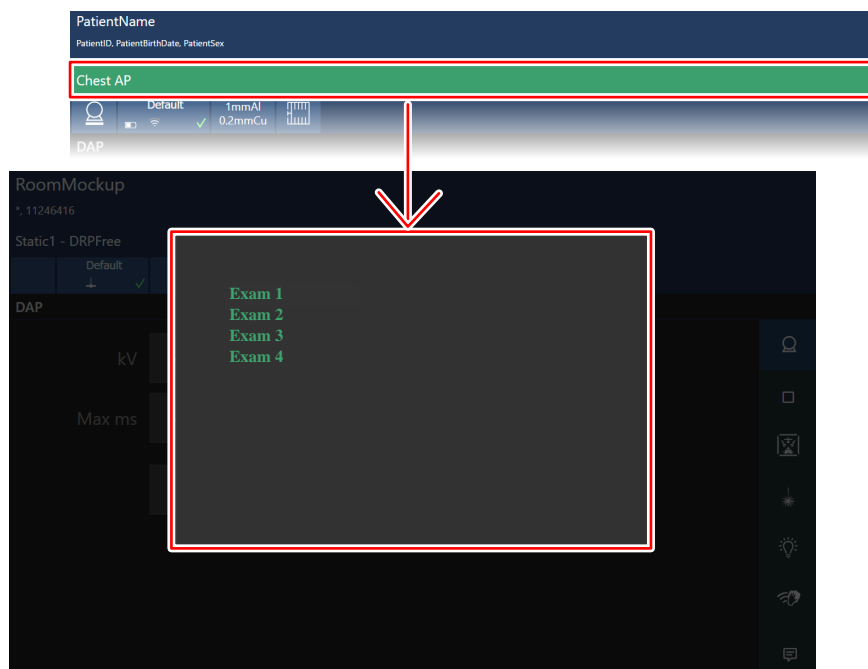 PatientName
PatientID, PatientBirthDate, PatientSex
Chest AP
Default
1mmAl
0.2mmCu
DAP
RoomMockup
*, 11246416
Static1 - DRPFree
Default
DAP
Exam 1
Exam 2
Exam 3
Exam 4
kV
Max ms